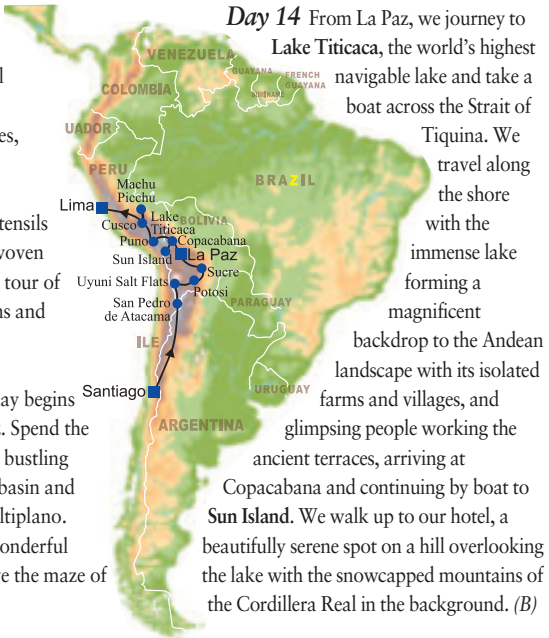 l
es,
tensils
woven
tour of
ns and
ay begins
z. Spend the
bustling
basin and
ltiplano.
onderful
e the maze of
VENEZUELA
GUAYANA
FRENCH
GUAYANA
SURINAME
COLOMBIA
UADOR
PERU
BRAZIL
Machu
Picchu
Lima
Cusco
Lake
Titicaca
BOLIVIA
Puno
Copacabana
Sun Island
La Paz
Sucre
Uyuni Salt Flats
Potosi
San Pedro
de Atacama
PARAGUAY
ILE
Santiago
URUGUAY
ARGENTINA
Day 14 From La Paz, we journey to
Lake Titicaca, the world's highest
navigable lake and take a
boat across the Strait of
Tiquina. We
travel along
the shore
with the
immense lake
forming a
magnificent
backdrop to the Andean
landscape with its isolated
farms and villages, and
glimpsing people working the
ancient terraces, arriving at
Copacabana and continuing by boat to
Sun Island. We walk up to our hotel, a
beautifully serene spot on a hill overlooking
the lake with the snowcapped mountains of
the Cordillera Real in the background. (B)